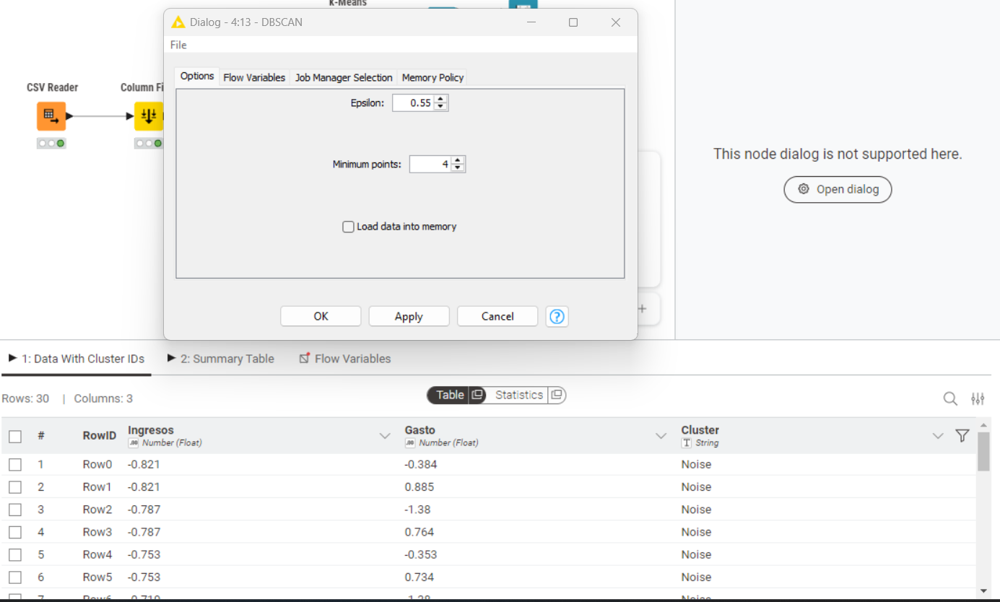 k-Means
Dialog - 4:13 - DBSCAN
File
Options Flow Variables Job Manager Selection Memory Policy
Epsilon: 0.55
Minimum points: 4
Load data into memory
OK Apply Cancel ?
CSV Reader Column Fi
This node dialog is not supported here.
Open dialog
1: Data With Cluster IDs 2: Summary Table Flow Variables
Rows: 30 | Columns: 3 Table Statistics
# RowID Ingresos Gasto Cluster
Number (Float) Number (Float) T String
1 Row0 -0.821 -0.384 Noise
2 Row1 -0.821 0.885 Noise
3 Row2 -0.787 -1.38 Noise
4 Row3 -0.787 0.764 Noise
5 Row4 -0.753 -0.353 Noise
6 Row5 -0.753 0.734 Noise
7 Row6 -0.719 Noise